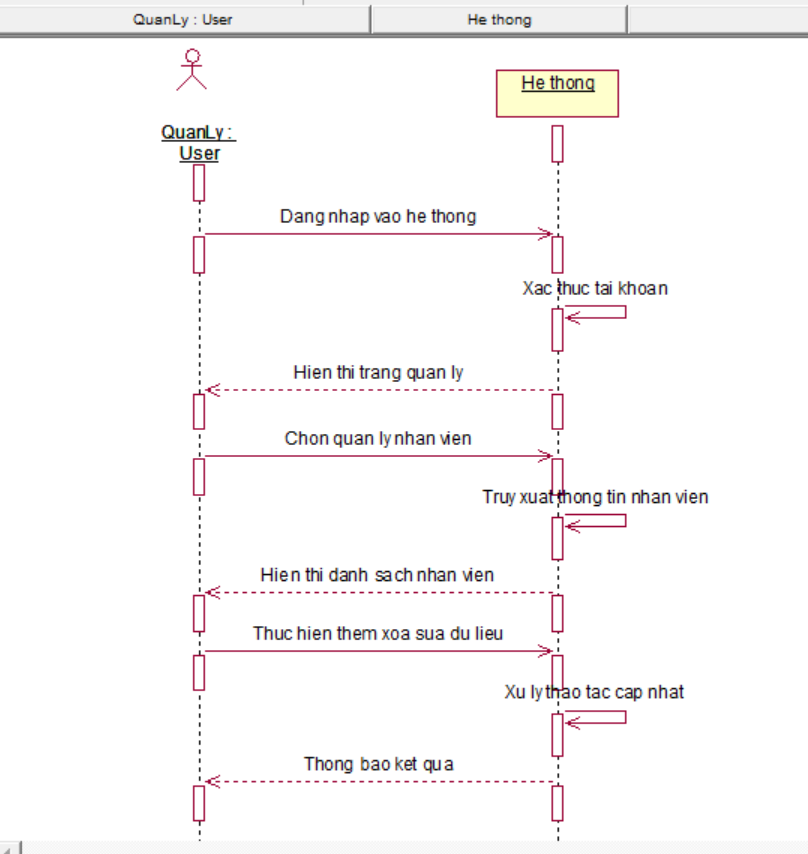 QuanLy : User
He thong
He thong
QuanLy :
User
Dang nhap vao he thong
Xac thuc tai khoan
Hien thi trang quan ly
Chon quan ly nhan vien
Truy xuat thong tin nhan vien
Hien thi danh sach nhan vien
Thuc hien them xoa sua du lieu
Xu ly thao tac cap nhat
Thong bao ket qua